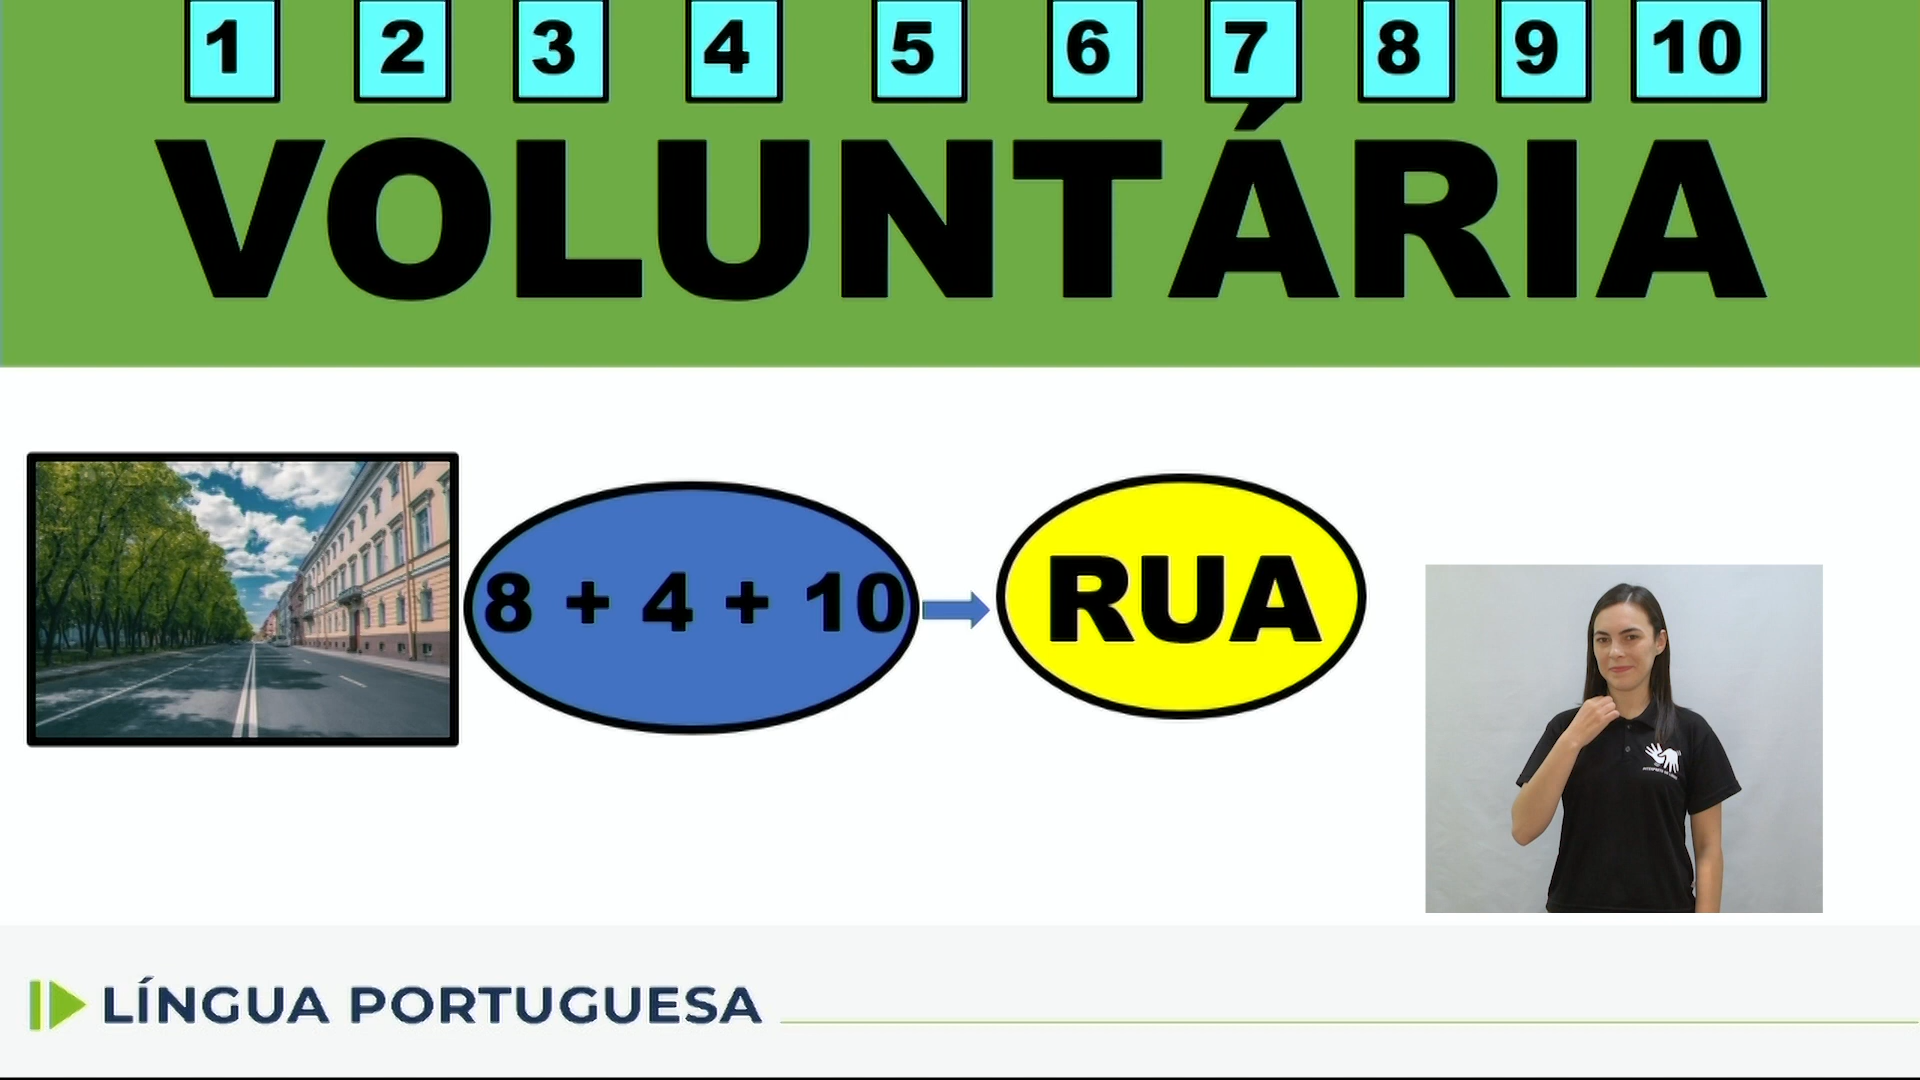 1 2 3 4 5 6 7 8 9 10
VOLUNTÁRIA
8 + 4 + 10 RUA
LÍNGUA PORTUGUESA